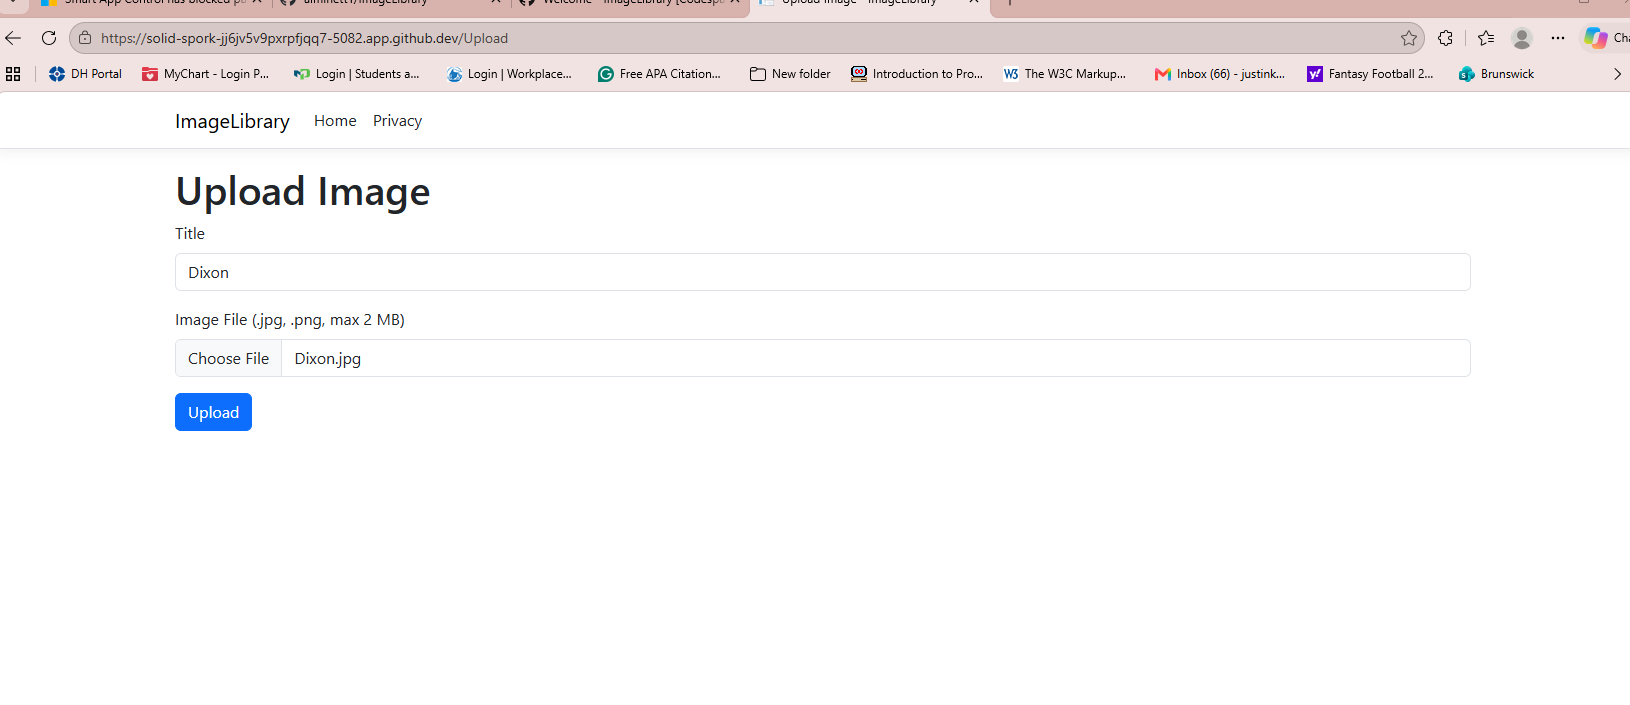 https://solid-spork-jj6jv5v9pxrpfjqq7-5082.app.github.dev/Upload
DH Portal MyChart - Login P... Login | Students a... Login | Workplace... Free APA Citation... New folder Introduction to Pro... The W3C Markup... Inbox (66) - justink... Fantasy Football 2... Brunswick
ImageLibrary Home Privacy
Upload Image
Title
Dixon
Image File (.jpg, .png, max 2 MB)
Choose File Dixon.jpg
Upload